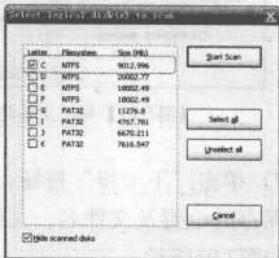 Select logical disk(s) to scan
Letter Filesystem Size (Mb)
C NTFS 9012.996
D NTFS 20002.77
E NTFS 18002.49
F NTFS 18002.49
G FAT32 11276.8
I FAT32 4757.781
J FAT32 6670.211
K FAT32 7616.547
Start Scan
Select all
Unselect all
Cancel
Hide scanned disks